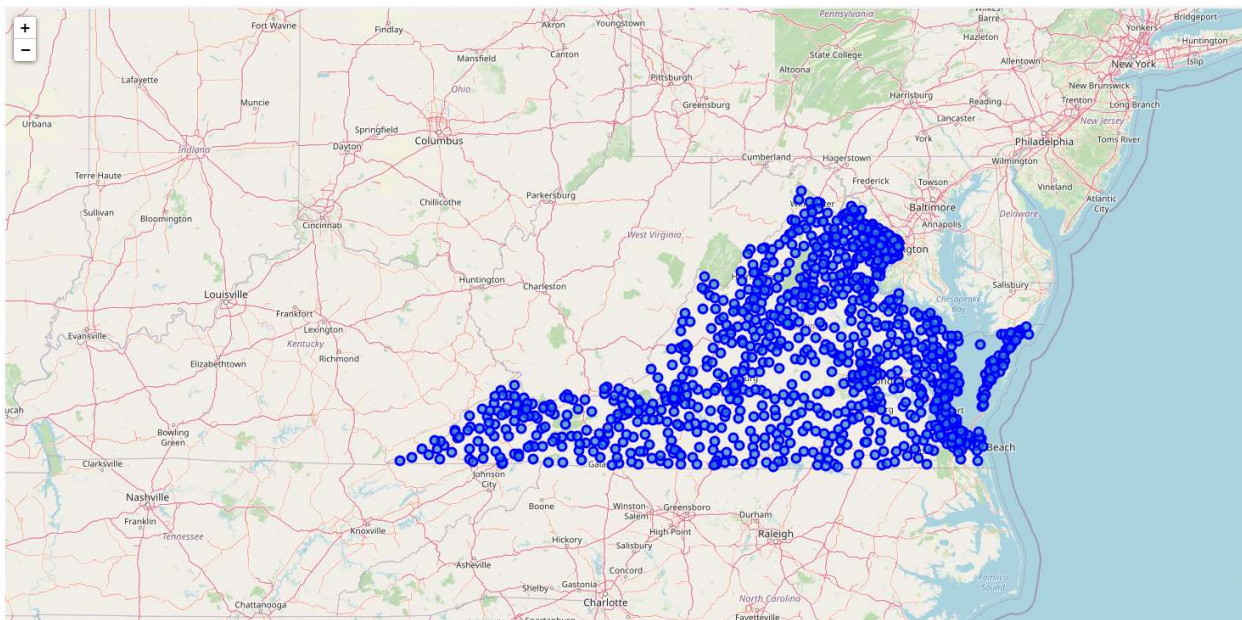 +
−
Fort Wayne
Findlay
Akron
Youngstown
Pennsylvania
Wilkes-
Barre
Yonkers
Bridgeport
Mansfield
Canton
State College
Hazleton
Huntington
Lafayette
Pittsburgh
Altoona
Allentown
New York
Islip
Muncie
Ohio
Greensburg
Harrisburg
Reading
New Brunswick
Urbana
Springfield
Columbus
Lancaster
Trenton
Long Branch
Indiana
Dayton
York
Philadelphia
New Jersey
Toms River
Cumberland
Hagerstown
Wilmington
Terre Haute
Parkersburg
Frederick
Towson
Vineland
Sullivan
Bloomington
Chillicothe
Baltimore
Atlantic
City
Cincinnati
Annapolis
Delaware
West Virginia
Huntington
Charleston
Salisbury
Louisville
Chesapeake
Bay
Frankfort
Evansville
Lexington
Kentucky
Richmond
Elizabethtown
Bowling
Green
Beach
Clarksville
Johnson
City
Nashville
Boone
Winston-
Salem
Greensboro
Franklin
Knoxville
High Point
Durham
Tennessee
Hickory
Salisbury
Raleigh
Asheville
Concord
Shelby
Gastonia
Pamlico
Sound
Chattanooga
Charlotte
North Carolina
Fayetteville